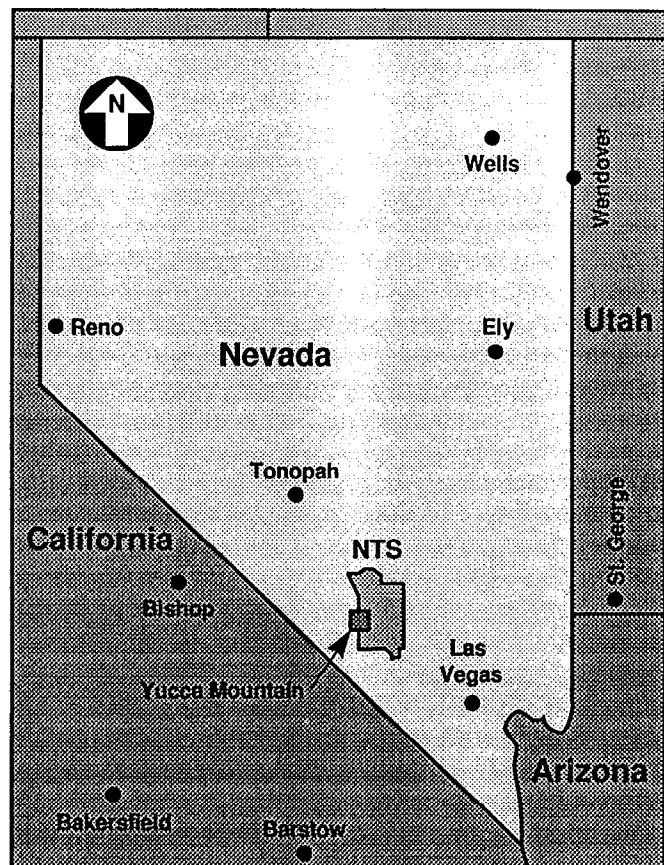 N
Wells
Wendover
Reno
Ely
Utah
Nevada
Tonopah
California
NTS
St. George
Bishop
Las
Vegas
Yucca Mountain
Arizona
Bakersfield
Barstow